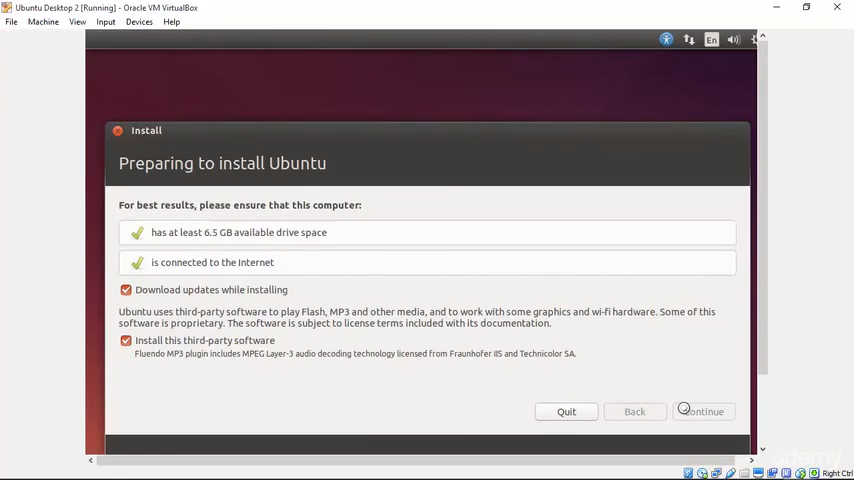 Ubuntu Desktop 2 [Running] - Oracle VM VirtualBox
File Machine View Input Devices Help
En
Install
Preparing to install Ubuntu
For best results, please ensure that this computer:
has at least 6.5 GB available drive space
is connected to the Internet
Download updates while installing
Ubuntu uses third-party software to play Flash, MP3 and other media, and to work with some graphics and wi-fi hardware. Some of this
software is proprietary. The software is subject to license terms included with its documentation.
Install this third-party software
Fluendo MP3 plugin includes MPEG Layer-3 audio decoding technology licensed from Fraunhofer IIS and Technicolor SA.
Quit Back Continue
udemy
Right Ctrl